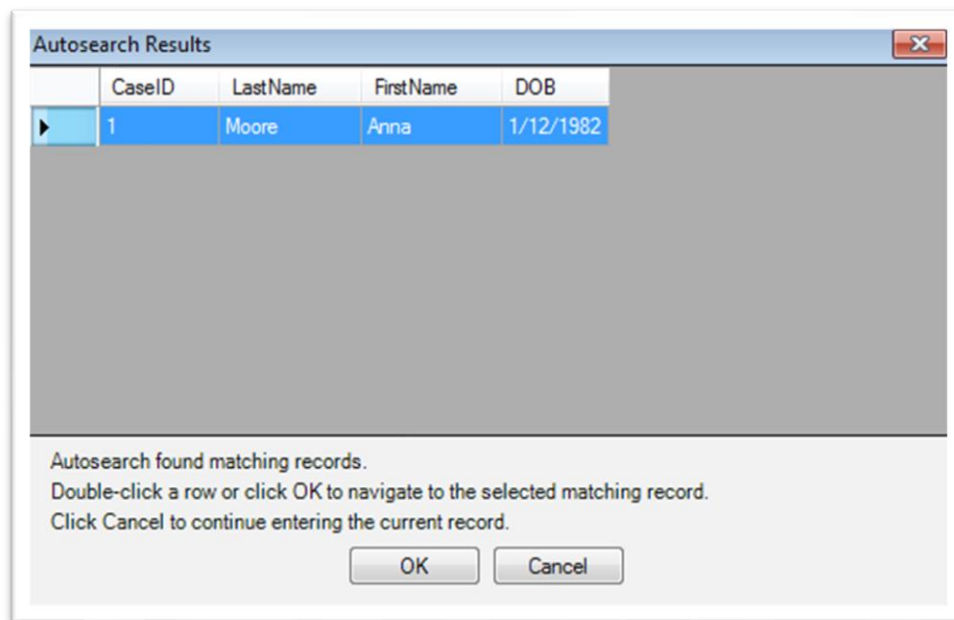 Autosearch Results
CaseID LastName FirstName DOB
1 Moore Anna 1/12/1982
Autosearch found matching records.
Double-click a row or click OK to navigate to the selected matching record.
Click Cancel to continue entering the current record.
OK Cancel